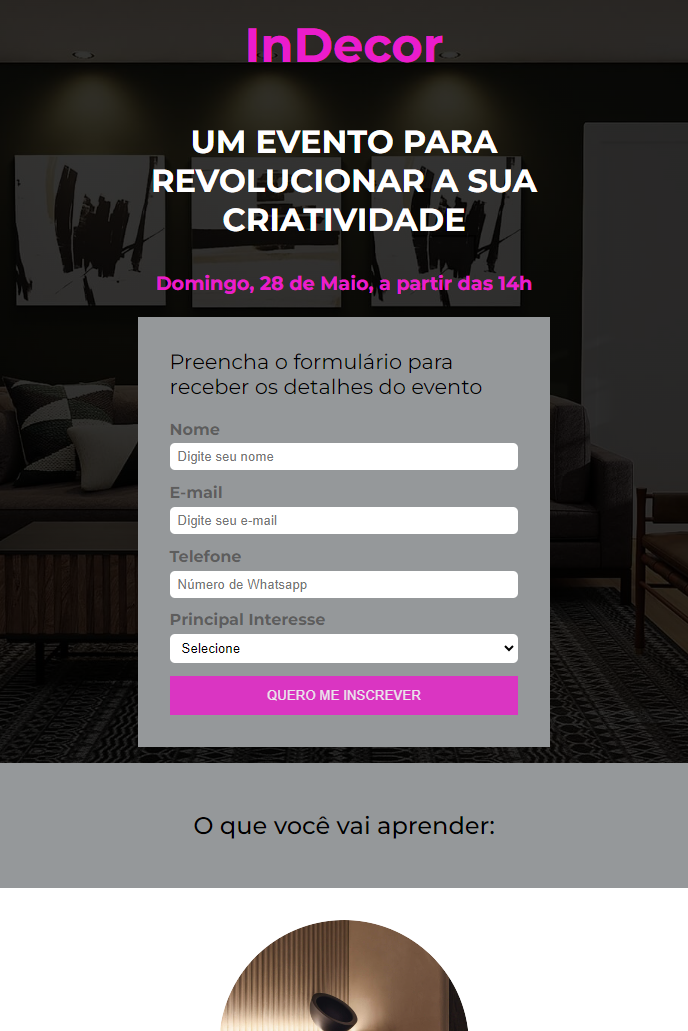 InDecor
UM EVENTO PARA
REVOLUCIONAR A SUA
CRIATIVIDADE
Domingo, 28 de Maio, a partir das 14h
Preencha o formulário para
receber os detalhes do evento
Nome
Digite seu nome
E-mail
Digite seu e-mail
Telefone
Número de Whatsapp
Principal Interesse
Selecione
QUERO ME INSCREVER
O que você vai aprender: